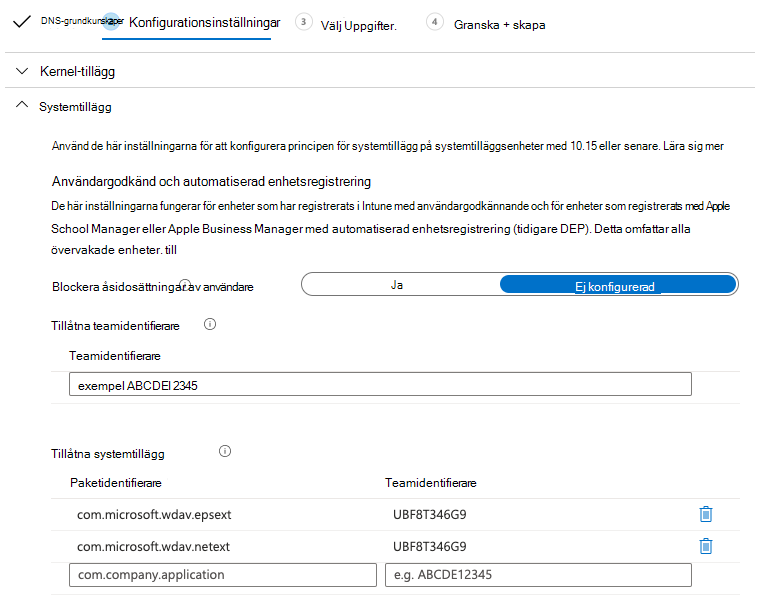 DNS-grundkunskaper 2 Konfigurationsinställningar 3 Välj Uppgifter. 4 Granska + skapa
Kernel-tillägg
Systemtillägg
Använd de här inställningarna för att konfigurera principen för systemtillägg på systemtilläggsenheter med 10.15 eller senare. Lära sig mer
Användargodkänd och automatiserad enhetsregistrering
De här inställningarna fungerar för enheter som har registrerats i Intune med användargodkännande och för enheter som registrerats med Apple
School Manager eller Apple Business Manager med automatiserad enhetsregistrering (tidigare DEP). Detta omfattar alla
övervakade enheter. till
Blockera åsidosättningar av användare Ja Ej konfigurerad
Tillåtna teamidentifierare
Teamidentifierare
exempel ABCDEI 2345
Tillåtna systemtillägg
Paketidentifierare Teamidentifierare
com.microsoft.wdav.epsext UBF8T346G9
com.microsoft.wdav.netext UBF8T346G9
com.company.application e.g. ABCDE12345